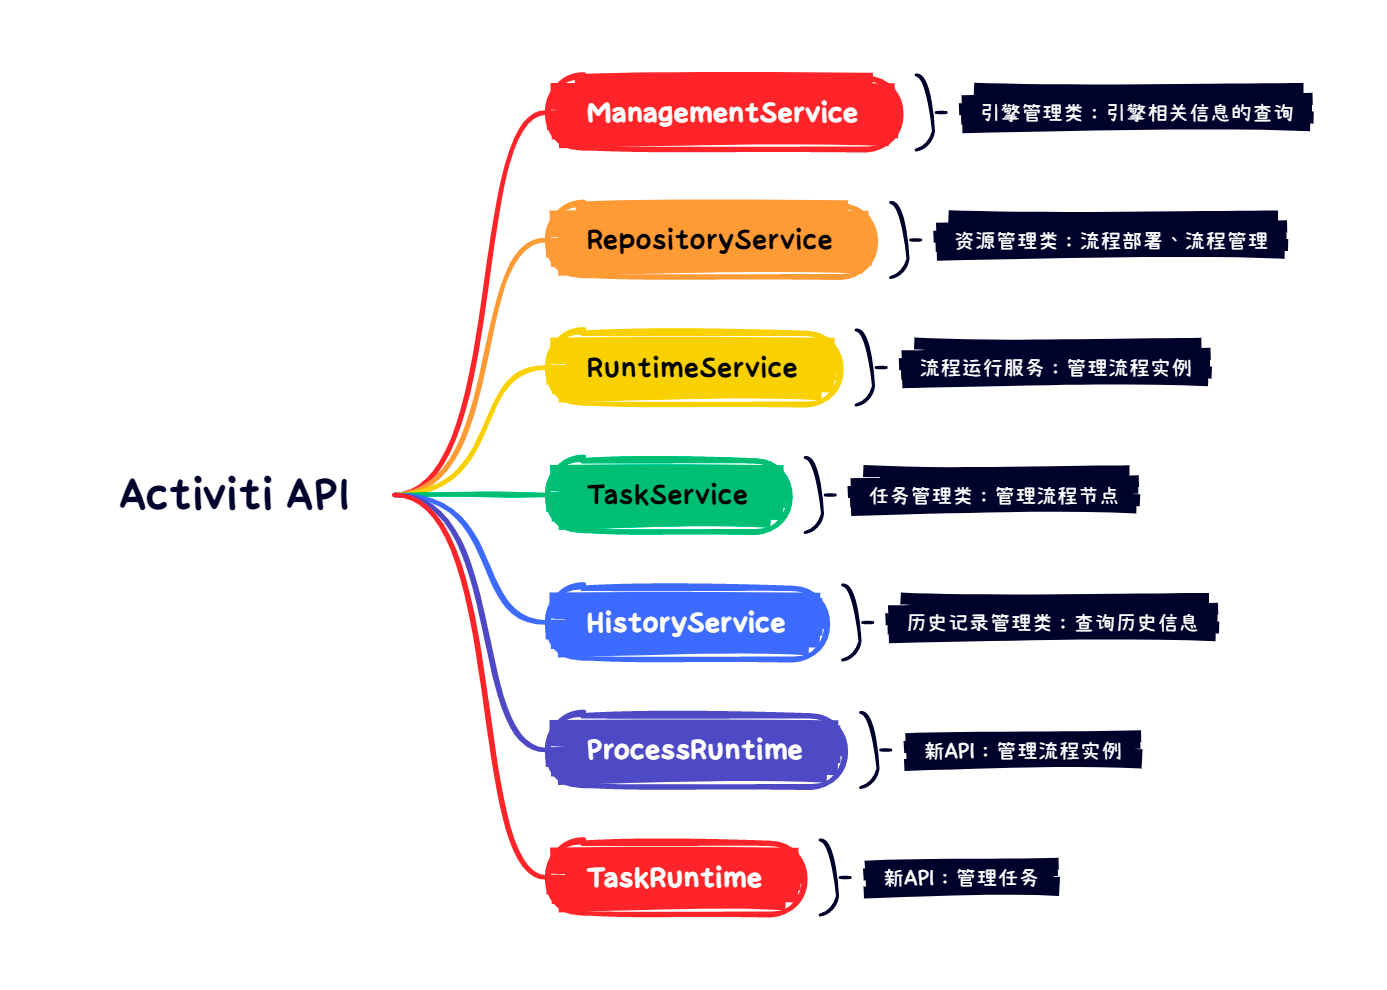 Activiti API
ManagementService
引擎管理类：引擎相关信息的查询
RepositoryService
资源管理类：流程部署、流程管理
RuntimeService
流程运行服务：管理流程实例
TaskService
任务管理类：管理流程节点
HistoryService
历史记录管理类：查询历史信息
ProcessRuntime
新API：管理流程实例
TaskRuntime
新API：管理任务